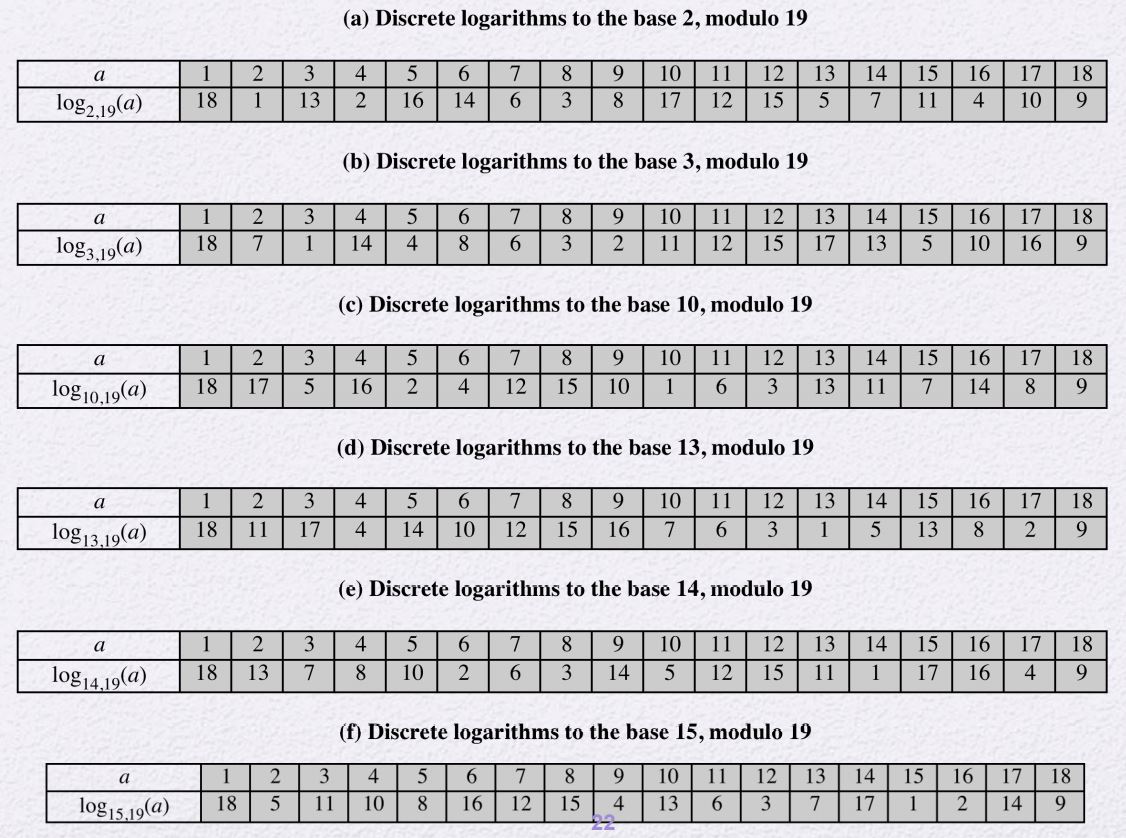 (a) Discrete logarithms to the base 2, modulo 19
a 1 2 3 4 5 6 7 8 9 10 11 12 13 14 15 16 17 18
log2,19(a) 18 1 13 2 16 14 6 3 8 17 12 15 5 7 11 4 10 9
(b) Discrete logarithms to the base 3, modulo 19
a 1 2 3 4 5 6 7 8 9 10 11 12 13 14 15 16 17 18
log3,19(a) 18 7 1 14 4 8 6 3 2 11 12 15 17 13 5 10 16 9
(c) Discrete logarithms to the base 10, modulo 19
a 1 2 3 4 5 6 7 8 9 10 11 12 13 14 15 16 17 18
log10,19(a) 18 17 5 16 2 4 12 15 10 1 6 3 13 11 7 14 8 9
(d) Discrete logarithms to the base 13, modulo 19
a 1 2 3 4 5 6 7 8 9 10 11 12 13 14 15 16 17 18
log13,19(a) 18 11 17 4 14 10 12 15 16 7 6 3 1 5 13 8 2 9
(e) Discrete logarithms to the base 14, modulo 19
a 1 2 3 4 5 6 7 8 9 10 11 12 13 14 15 16 17 18
log14,19(a) 18 13 7 8 10 2 6 3 14 5 12 15 11 1 17 16 4 9
(f) Discrete logarithms to the base 15, modulo 19
a 1 2 3 4 5 6 7 8 9 10 11 12 13 14 15 16 17 18
log15,19(a) 18 5 11 10 8 16 12 15 4 13 6 3 7 17 1 2 14 9
22